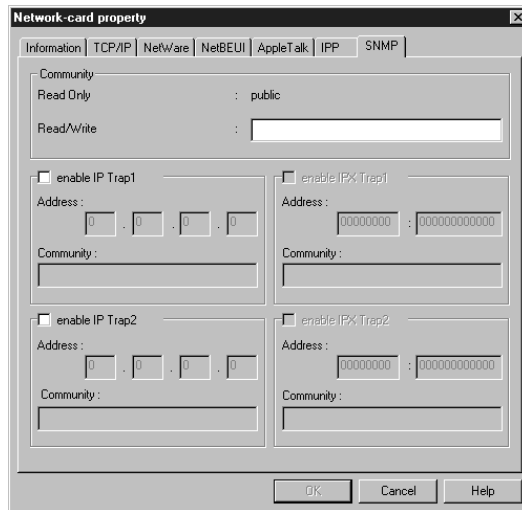 Network-card property
Information TCP/IP NetWare NetBEUI AppleTalk IPP SNMP
Community
Read Only : public
Read/Write :
enable IP Trap1
Address :
0 . 0 . 0 . 0
Community :
enable IPX Trap1
Address :
00000000 : 000000000000
Community :
enable IP Trap2
Address :
0 . 0 . 0 . 0
Community :
enable IPX Trap2
Address :
00000000 : 000000000000
Community :
OK Cancel Help